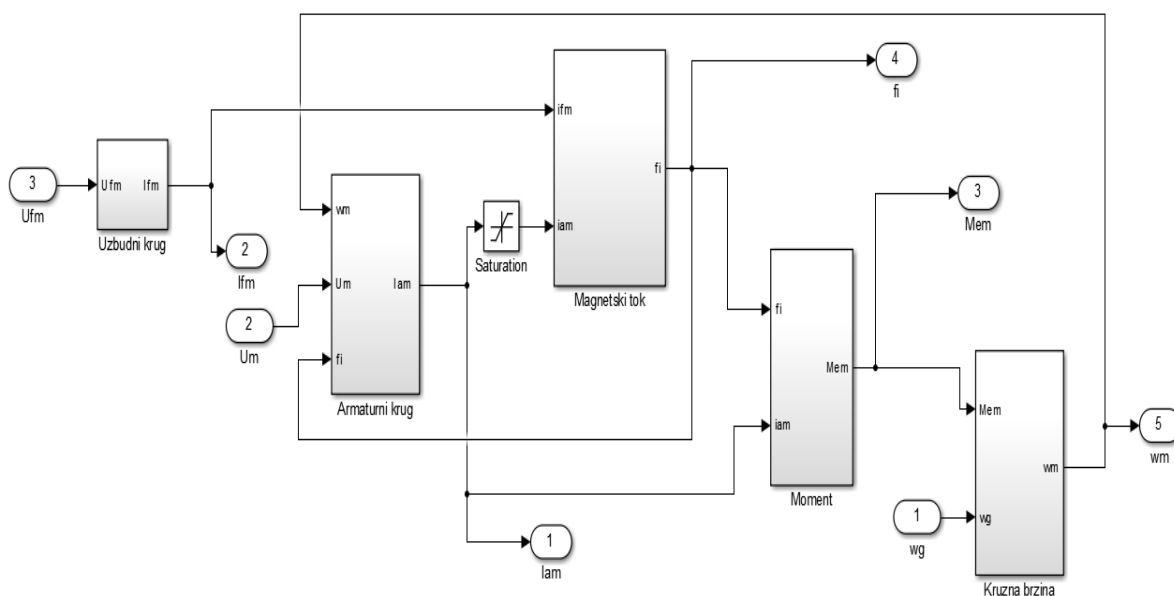 4
fi
ifm
3
Ufm
Ufm
Ifm
Uzbudni krug
fi
3
Mem
wm
2
Ifm
Saturation
iam
Magnetski tok
Um
Iam
2
Um
fi
Armaturni krug
fi
Mem
iam
Moment
Mem
5
wm
wm
1
wg
wg
Kruzna brzina
1
Iam